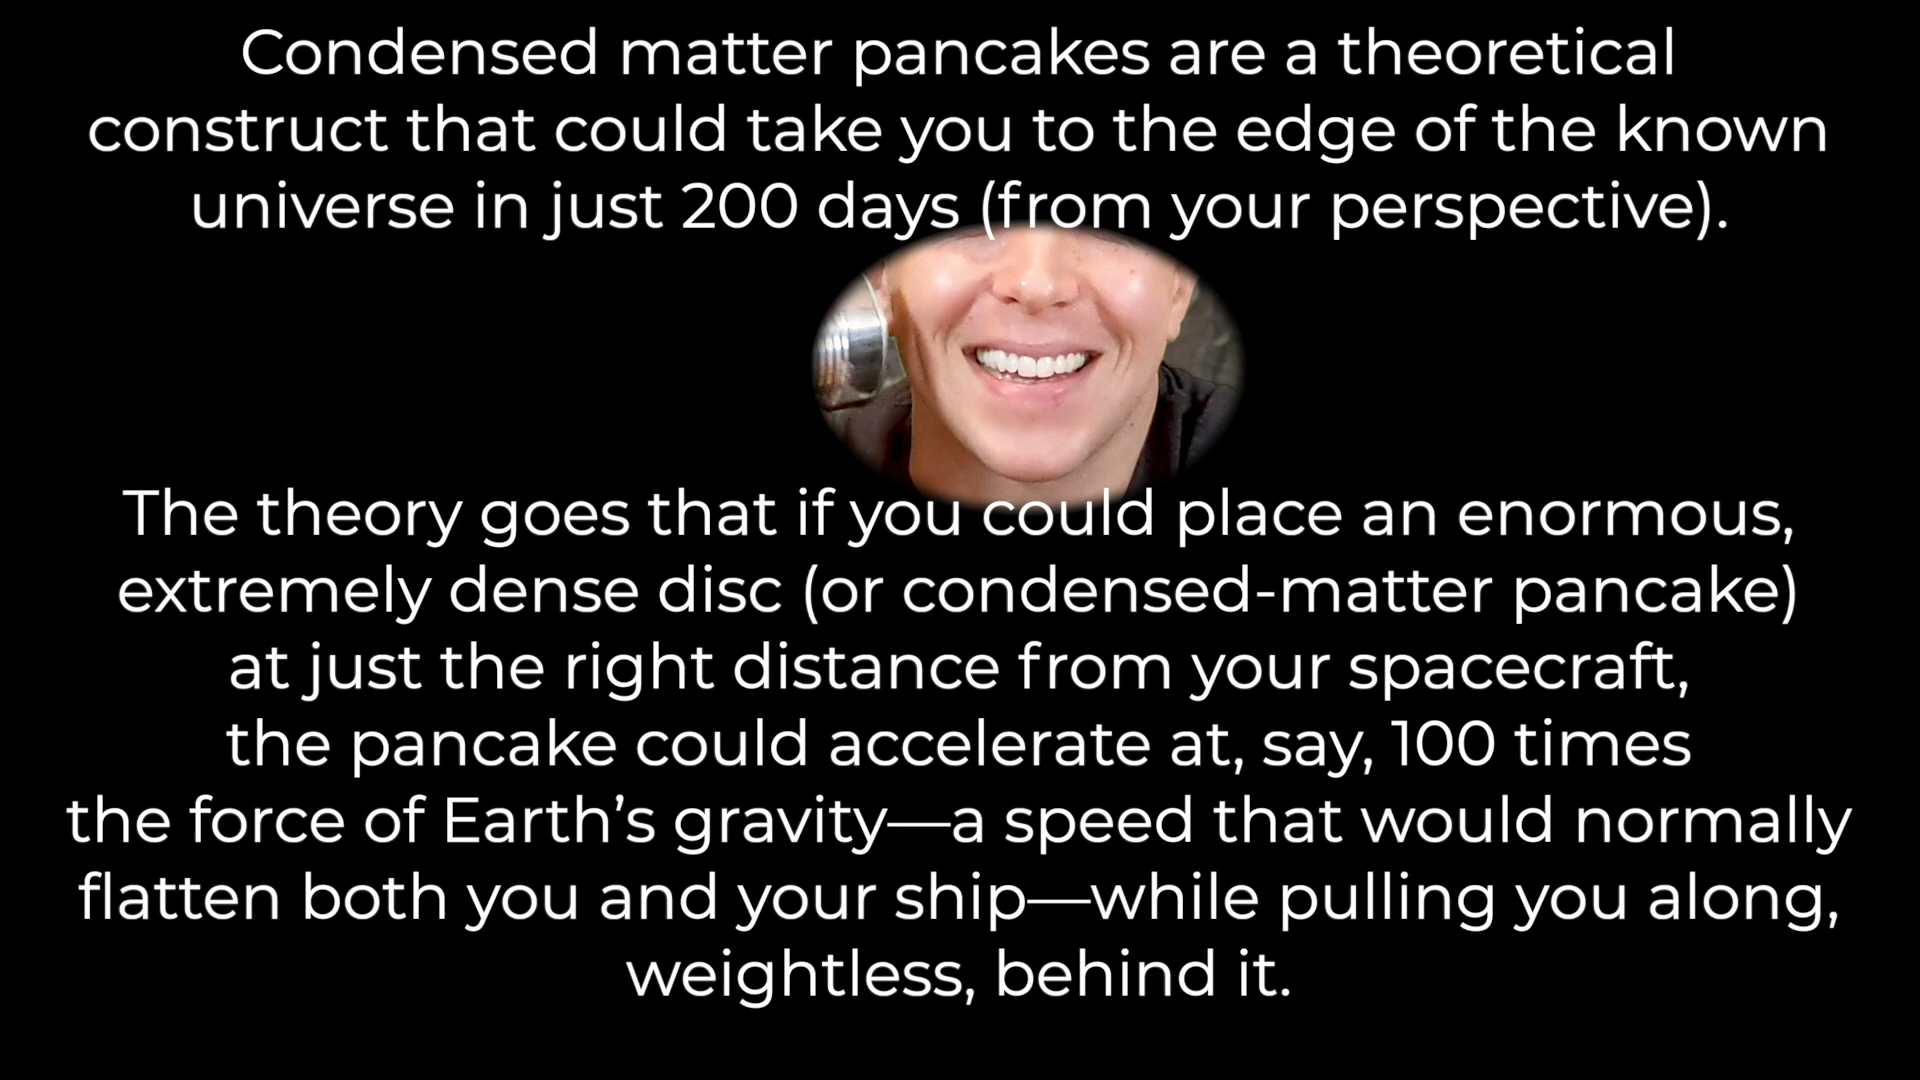 Condensed matter pancakes are a theoretical
construct that could take you to the edge of the known
universe in just 200 days (from your perspective).
The theory goes that if you could place an enormous,
extremely dense disc (or condensed-matter pancake)
at just the right distance from your spacecraft,
the pancake could accelerate at, say, 100 times
the force of Earth’s gravity—a speed that would normally
flatten both you and your ship—while pulling you along,
weightless, behind it.